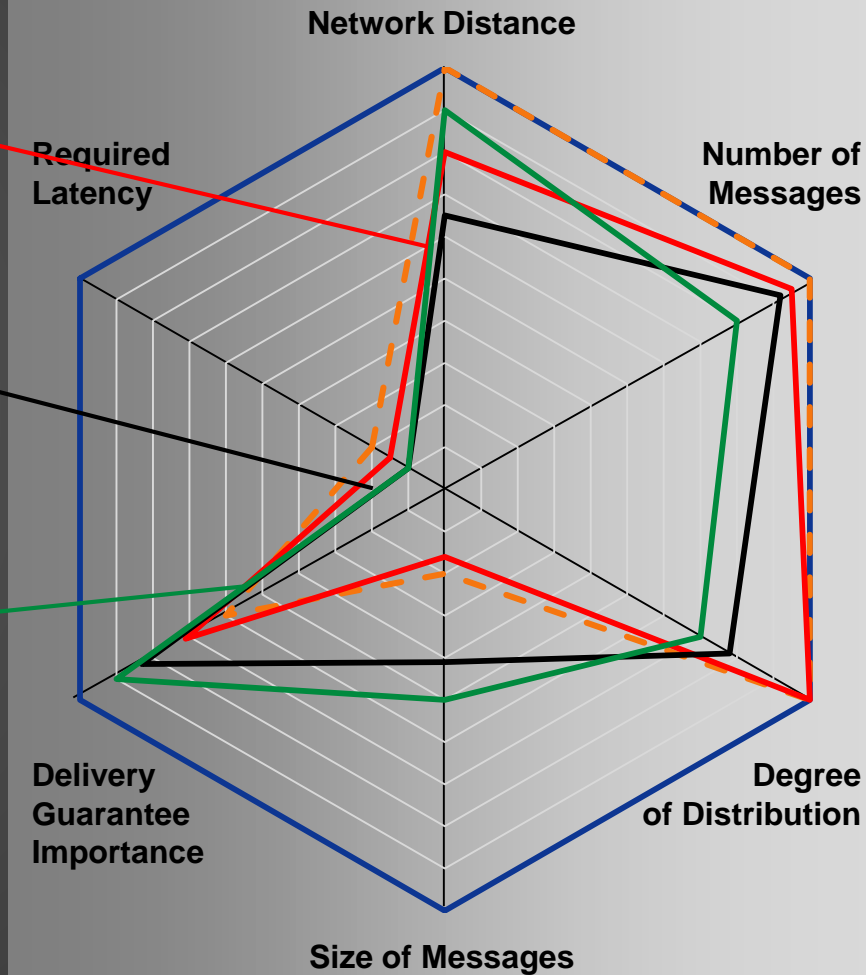 Network Distance
Required
Latency
Number of
Messages
Delivery
Guarantee
Importance
Degree
of Distribution
Size of Messages